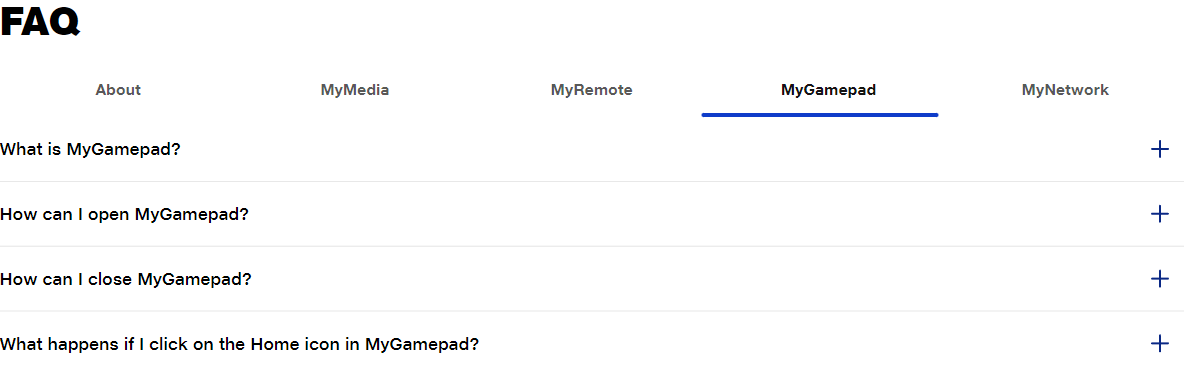 FAQ
About MyMedia MyRemote MyGamepad MyNetwork
What is MyGamepad?
How can I open MyGamepad?
How can I close MyGamepad?
What happens if I click on the Home icon in MyGamepad?